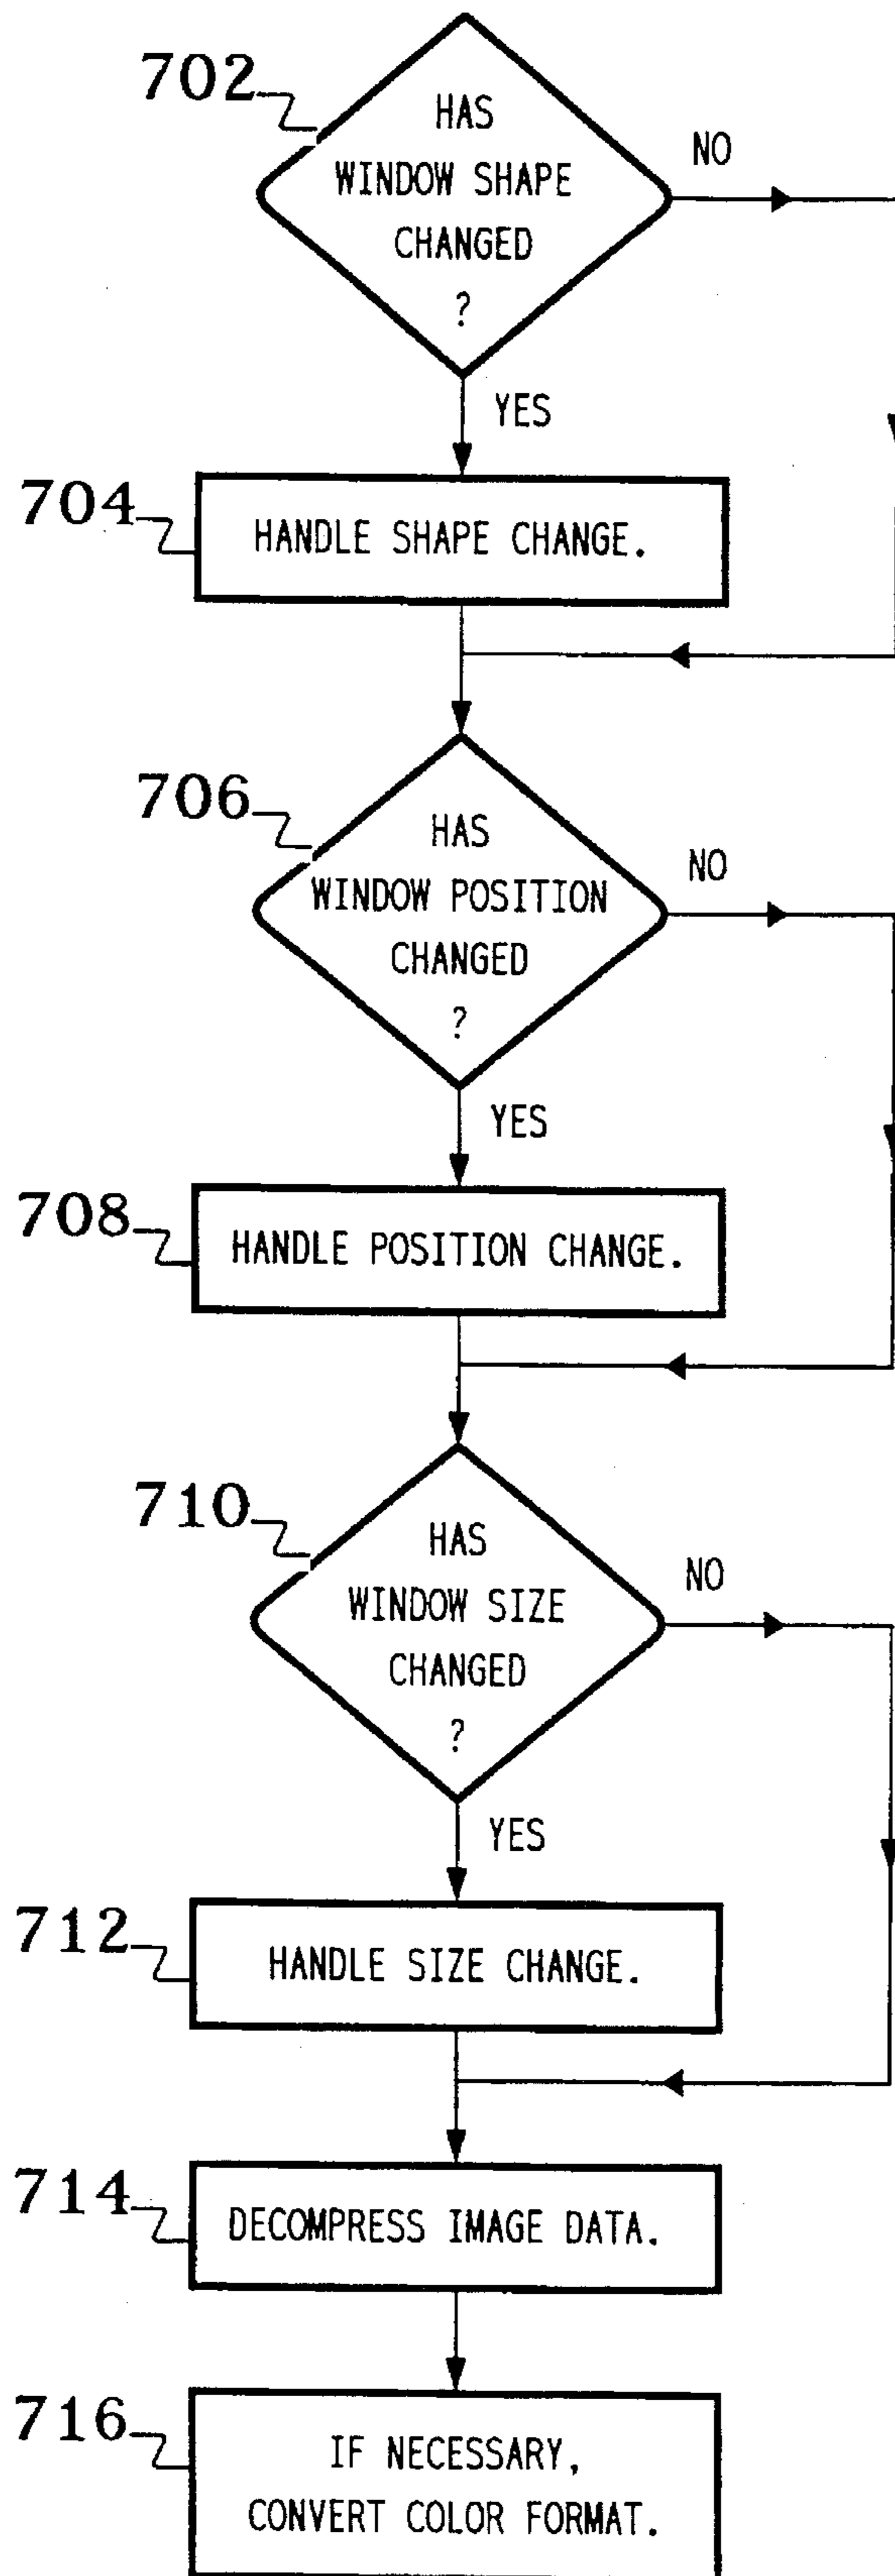 702
HAS
WINDOW SHAPE
CHANGED
?
NO
YES
704
HANDLE SHAPE CHANGE.
706
HAS
WINDOW POSITION
CHANGED
?
NO
YES
708
HANDLE POSITION CHANGE.
710
HAS
WINDOW SIZE
CHANGED
?
NO
YES
712
HANDLE SIZE CHANGE.
714
DECOMPRESS IMAGE DATA.
716
IF NECESSARY,
CONVERT COLOR FORMAT.